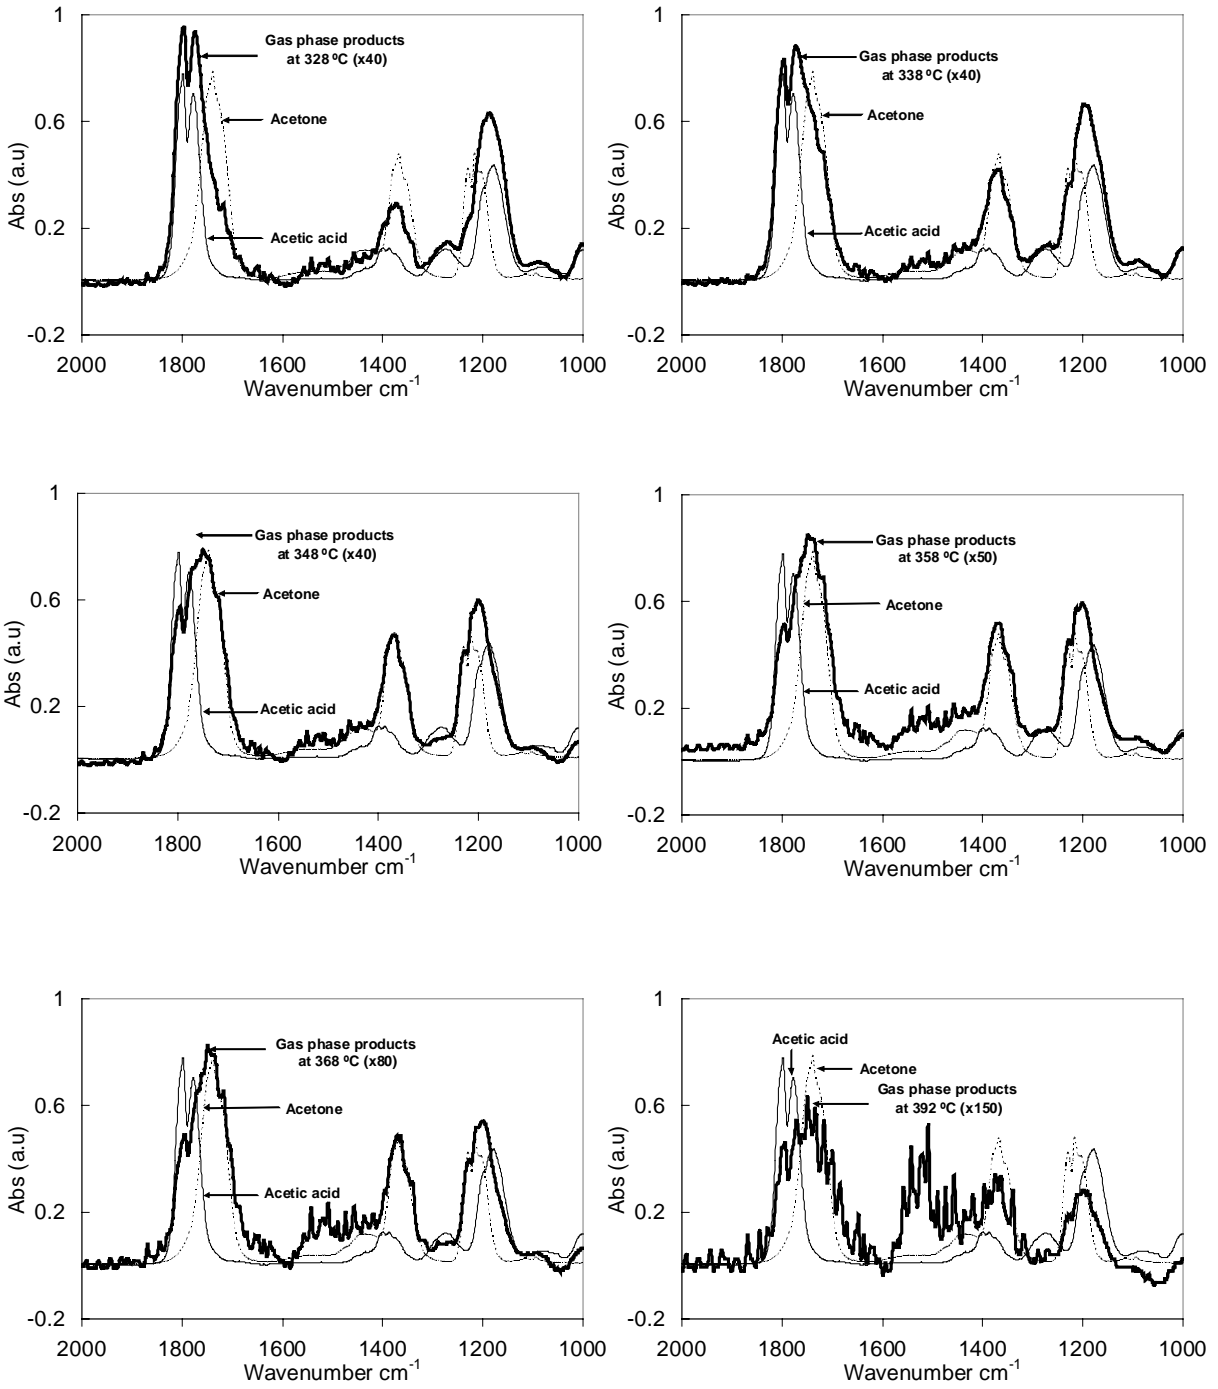 1
Gas phase products
at 328 ºC (x40)
0.6
Acetone
Abs (a.u)
0.2
Acetic acid
-0.2
2000 1800 1600 1400 1200 1000
Wavenumber cm-1
1
Gas phase products
at 338 ºC (x40)
0.6
Acetone
Abs (a.u)
0.2
Acetic acid
-0.2
2000 1800 1600 1400 1200 1000
Wavenumber cm-1
1
Gas phase products
at 348 ºC (x40)
0.6
Acetone
Abs (a.u)
0.2
Acetic acid
-0.2
2000 1800 1600 1400 1200 1000
Wavenumber cm-1
1
Gas phase products
at 358 ºC (x50)
0.6
Acetone
Abs (a.u)
Acetic acid
0.2
-0.2
2000 1800 1600 1400 1200 1000
Wavenumber cm-1
1
Gas phase products
at 368 ºC (x80)
0.6
Acetone
Abs (a.u)
Acetic acid
0.2
-0.2
2000 1800 1600 1400 1200 1000
Wavenumber cm-1
1
Acetic acid
Acetone
Gas phase products
at 392 ºC (x150)
0.6
Abs (a.u)
0.2
-0.2
2000 1800 1600 1400 1200 1000
Wavenumber cm-1